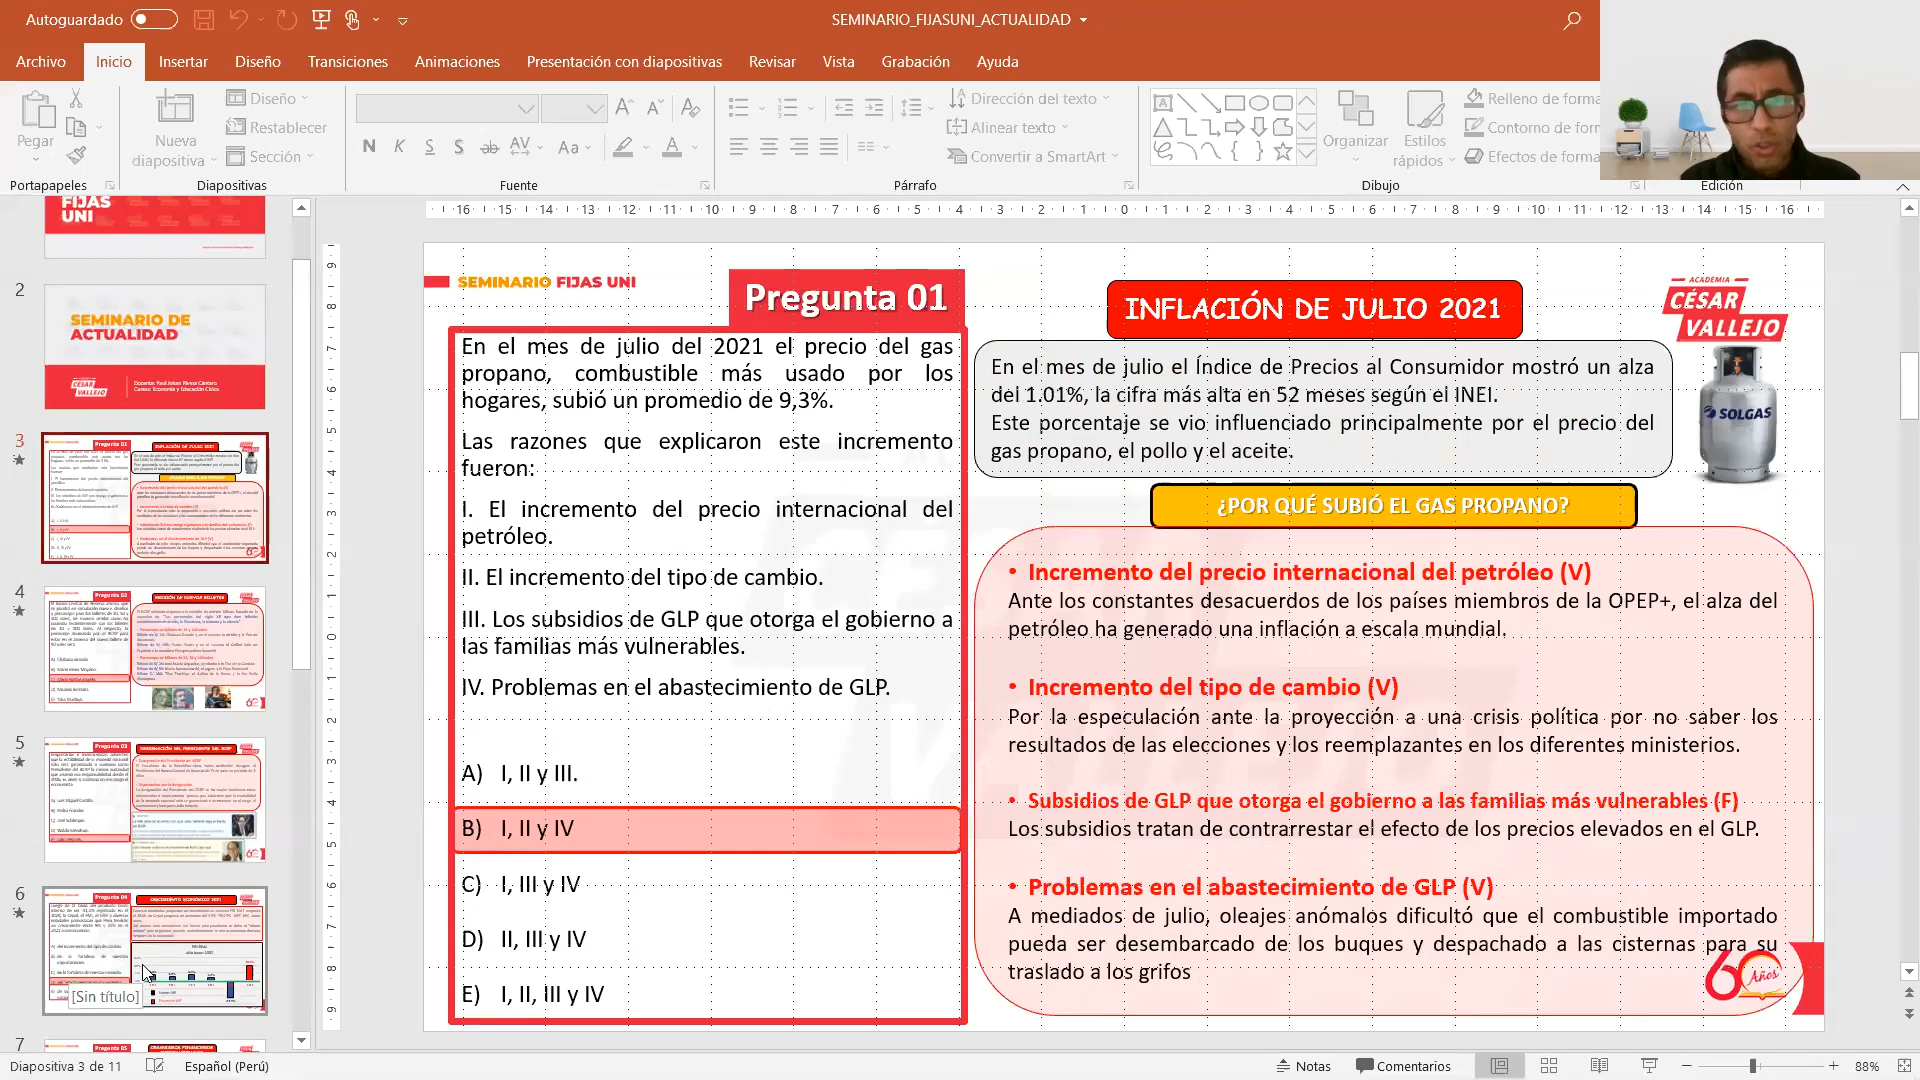 Autoguardado
SEMINARIO_FIJASUNI_ACTUALIDAD
Archivo Inicio Insertar Diseño Transiciones Animaciones Presentación con diapositivas Revisar Vista Grabación Ayuda
Pegar
Nueva diapositiva
Diseño
Restablecer
Sección
N K S S ab AV Aa A
Dirección del texto
Alinear texto
Convertir a SmartArt
Organizar
Estilos rápidos
Relleno de forma
Contorno de for
Efectos de forma
Portapapeles Diapositivas Fuente Párrafo Dibujo Edición
FIJAS
UNI
2
SEMINARIO DE
ACTUALIDAD
3
4
5
6
[Sin título]
7
SEMINARIO FIJAS UNI
Pregunta 01
En el mes de julio del 2021 el precio del gas
propano, combustible más usado por los
hogares, subió un promedio de 9,3%.
Las razones que explicaron este incremento
fueron:
I. El incremento del precio internacional del
petróleo.
II. El incremento del tipo de cambio.
III. Los subsidios de GLP que otorga el gobierno a
las familias mas vulnerables.
IV. Problemas en el abastecimiento de GLP.
A) I, II y III.
B) I, II y IV
C) I, III y IV
D) II, III y IV
E) I, II, III y IV
INFLACIÓN DE JULIO 2021
ACADEMIA
CÉSAR
VALLEJO
En el mes de julio el Índice de Precios al Consumidor mostró un alza
del 1.01%, la cifra más alta en 52 meses según el INEI.
Este porcentaje se vio influenciado principalmente por el precio del
gas propano, el pollo y el aceite.
SOLGAS
¿POR QUÉ SUBIÓ EL GAS PROPANO?
• Incremento del precio internacional del petróleo (V)
Ante los constantes desacuerdos de los países miembros de la OPEP+, el alza del
petróleo ha generado una inflación a escala mundial.
• Incremento del tipo de cambio (V)
Por la especulación ante la proyección a una crisis política por no saber los
resultados de las elecciones y los reemplazantes en los diferentes ministerios.
• Subsidios de GLP que otorga el gobierno a las familias más vulnerables (F)
Los subsidios tratan de contrarrestar el efecto de los precios elevados en el GLP.
• Problemas en el abastecimiento de GLP (V)
A mediados de julio, oleajes anómalos dificultó que el combustible importado
pueda ser desembarcado de los buques y despachado a las cisternas para su
traslado a los grifos
60 Años
Diapositiva 3 de 11
Español (Perú)
Notas
Comentarios
88%